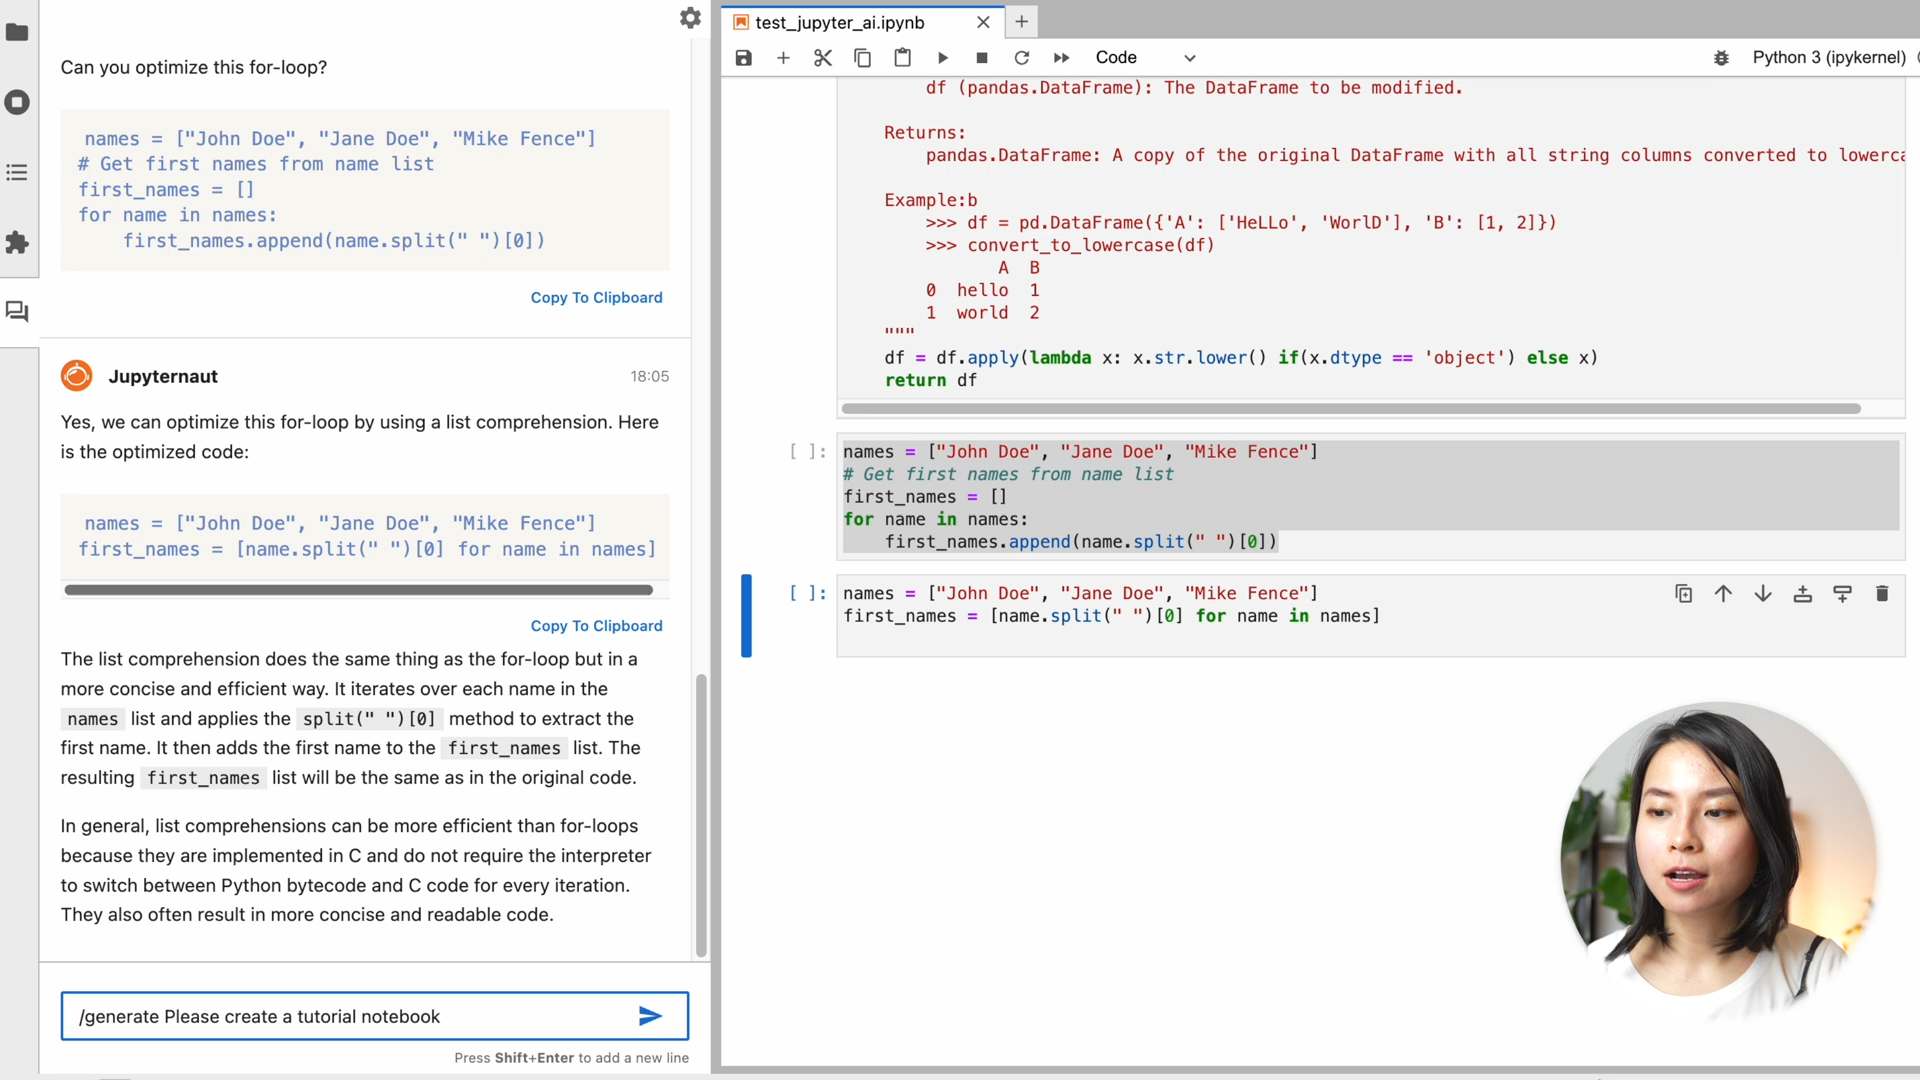 Can you optimize this for-loop?
names = ["John Doe", "Jane Doe", "Mike Fence"]
# Get first names from name list
first_names = []
for name in names:
    first_names.append(name.split(" ")[0])
Copy To Clipboard
Jupyternaut
18:05
Yes, we can optimize this for-loop by using a list comprehension. Here
is the optimized code:
names = ["John Doe", "Jane Doe", "Mike Fence"]
first_names = [name.split(" ")[0] for name in names]
Copy To Clipboard
The list comprehension does the same thing as the for-loop but in a
more concise and efficient way. It iterates over each name in the
names list and applies the split(" ")[0] method to extract the
first name. It then adds the first name to the first_names list. The
resulting first_names list will be the same as in the original code.
In general, list comprehensions can be more efficient than for-loops
because they are implemented in C and do not require the interpreter
to switch between Python bytecode and C code for every iteration.
They also often result in more concise and readable code.
/generate Please create a tutorial notebook
Press Shift+Enter to add a new line
test_jupyter_ai.ipynb
Code
Python 3 (ipykernel)
df (pandas.DataFrame): The DataFrame to be modified.
Returns:
    pandas.DataFrame: A copy of the original DataFrame with all string columns converted to lowerca
Example:b
    >>> df = pd.DataFrame({'A': ['HeLLo', 'WorlD'], 'B': [1, 2]})
    >>> convert_to_lowercase(df)
           A  B
    0  hello  1
    1  world  2
"""
df = df.apply(lambda x: x.str.lower() if(x.dtype == 'object') else x)
return df
[ ]:
names = ["John Doe", "Jane Doe", "Mike Fence"]
# Get first names from name list
first_names = []
for name in names:
    first_names.append(name.split(" ")[0])
[ ]:
names = ["John Doe", "Jane Doe", "Mike Fence"]
first_names = [name.split(" ")[0] for name in names]